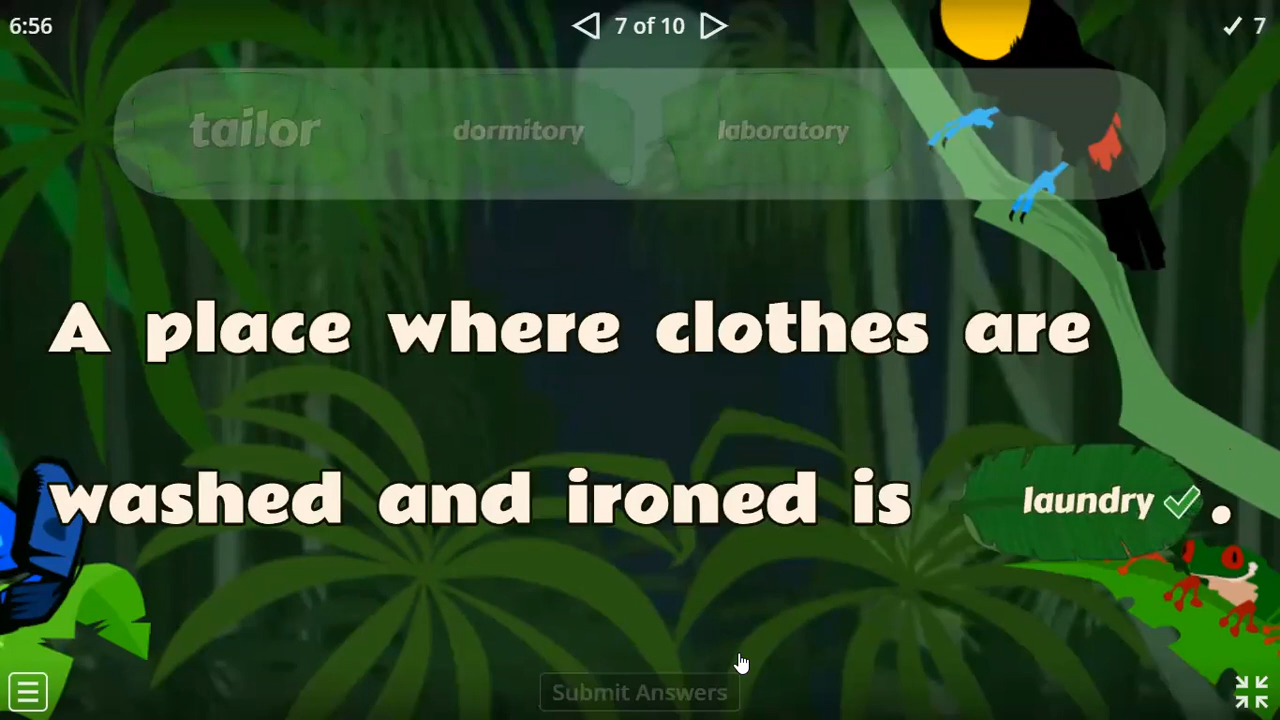 6:56
7 of 10
✓ 7
tailor dormitory laboratory
A place where clothes are
washed and ironed is laundry ✓.
Submit Answers